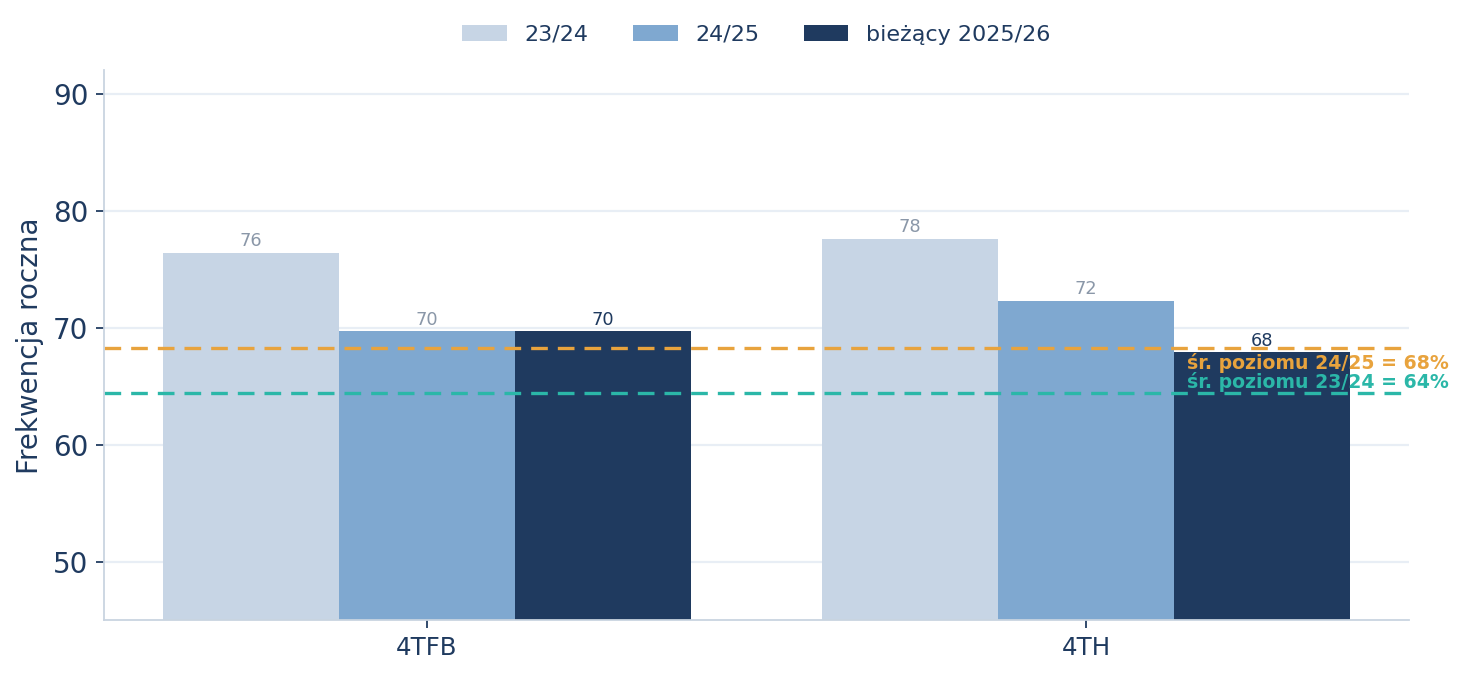 23/24 24/25 bieżący 2025/26
Frekwencja roczna
90
80
70
60
50
76
70
70
78
72
68
śr. poziomu 24/25 = 68%
śr. poziomu 23/24 = 64%
4TFB
4TH